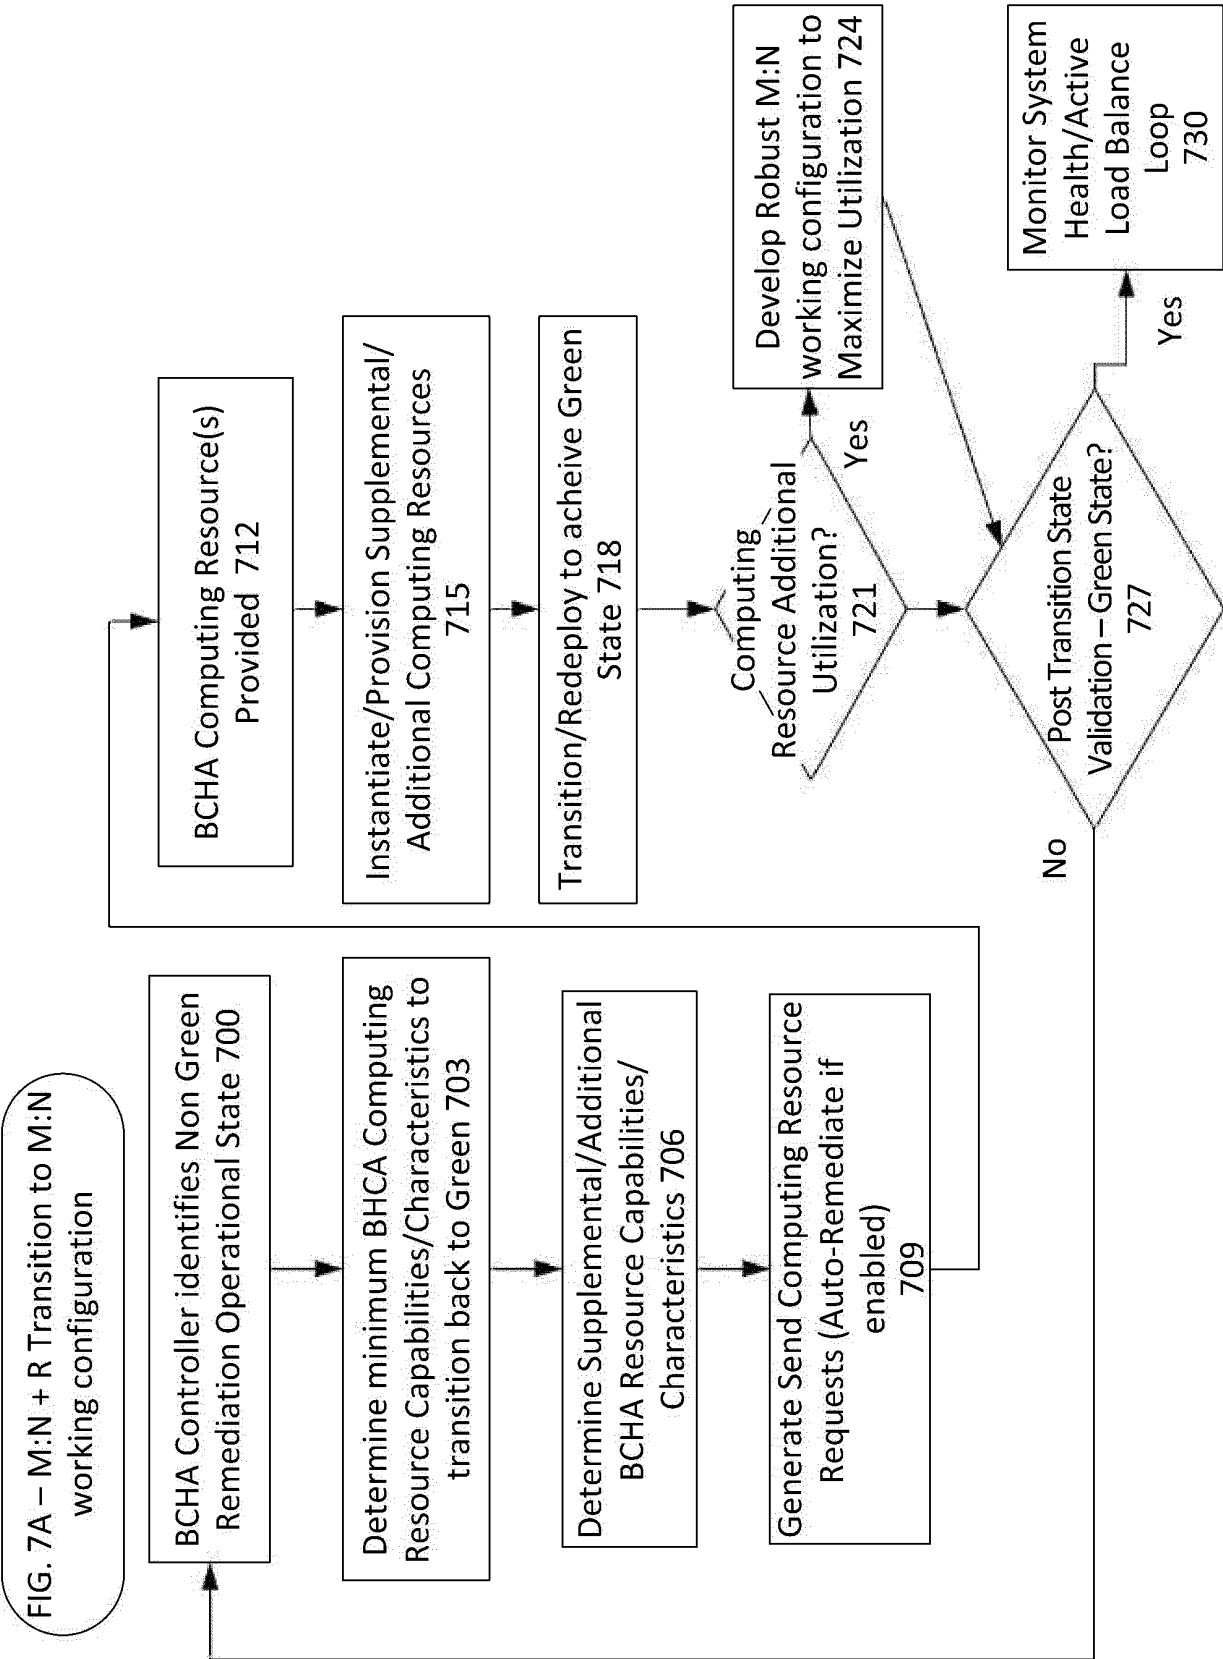 FIG. 7A – M:N + R Transition to M:N
working configuration
BCHA Controller identifies Non Green
Remediation Operational State 700
Determine minimum BHCA Computing
Resource Capabilities/Characteristics to
transition back to Green 703
Determine Supplemental/Additional
BCHA Resource Capabilities/
Characteristics 706
Generate Send Computing Resource
Requests (Auto-Remediate if
enabled)
709
BCHA Computing Resource(s)
Provided 712
Instantiate/Provision Supplemental/
Additional Computing Resources
715
Transition/Redeploy to acheive Green
State 718
Computing
Resource Additional
Utilization?
721
Yes
Develop Robust M:N
working configuration to
Maximize Utilization 724
Post Transition State
Validation – Green State?
727
No
Yes
Monitor System
Health/Active
Load Balance
Loop
730